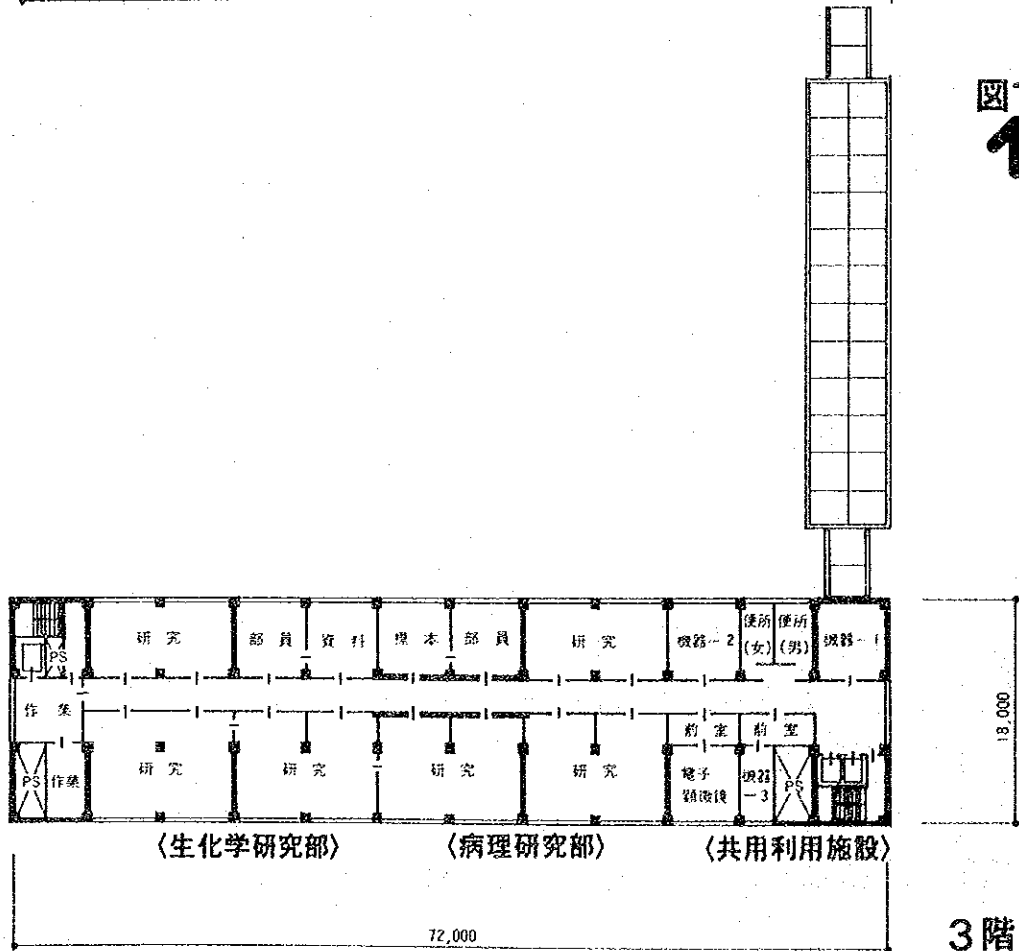 図
1
PS
研究
部員
資料
標本
部員
研究
機器-2
便所
(女)
便所
(男)
機器-1
作業
前室
前室
PS
作業
研究
研究
研究
研究
電子
顕微鏡
機器
-3
PS
〈生化学研究部〉
〈病理研究部〉
〈共用利用施設〉
18,000
72,000
3階